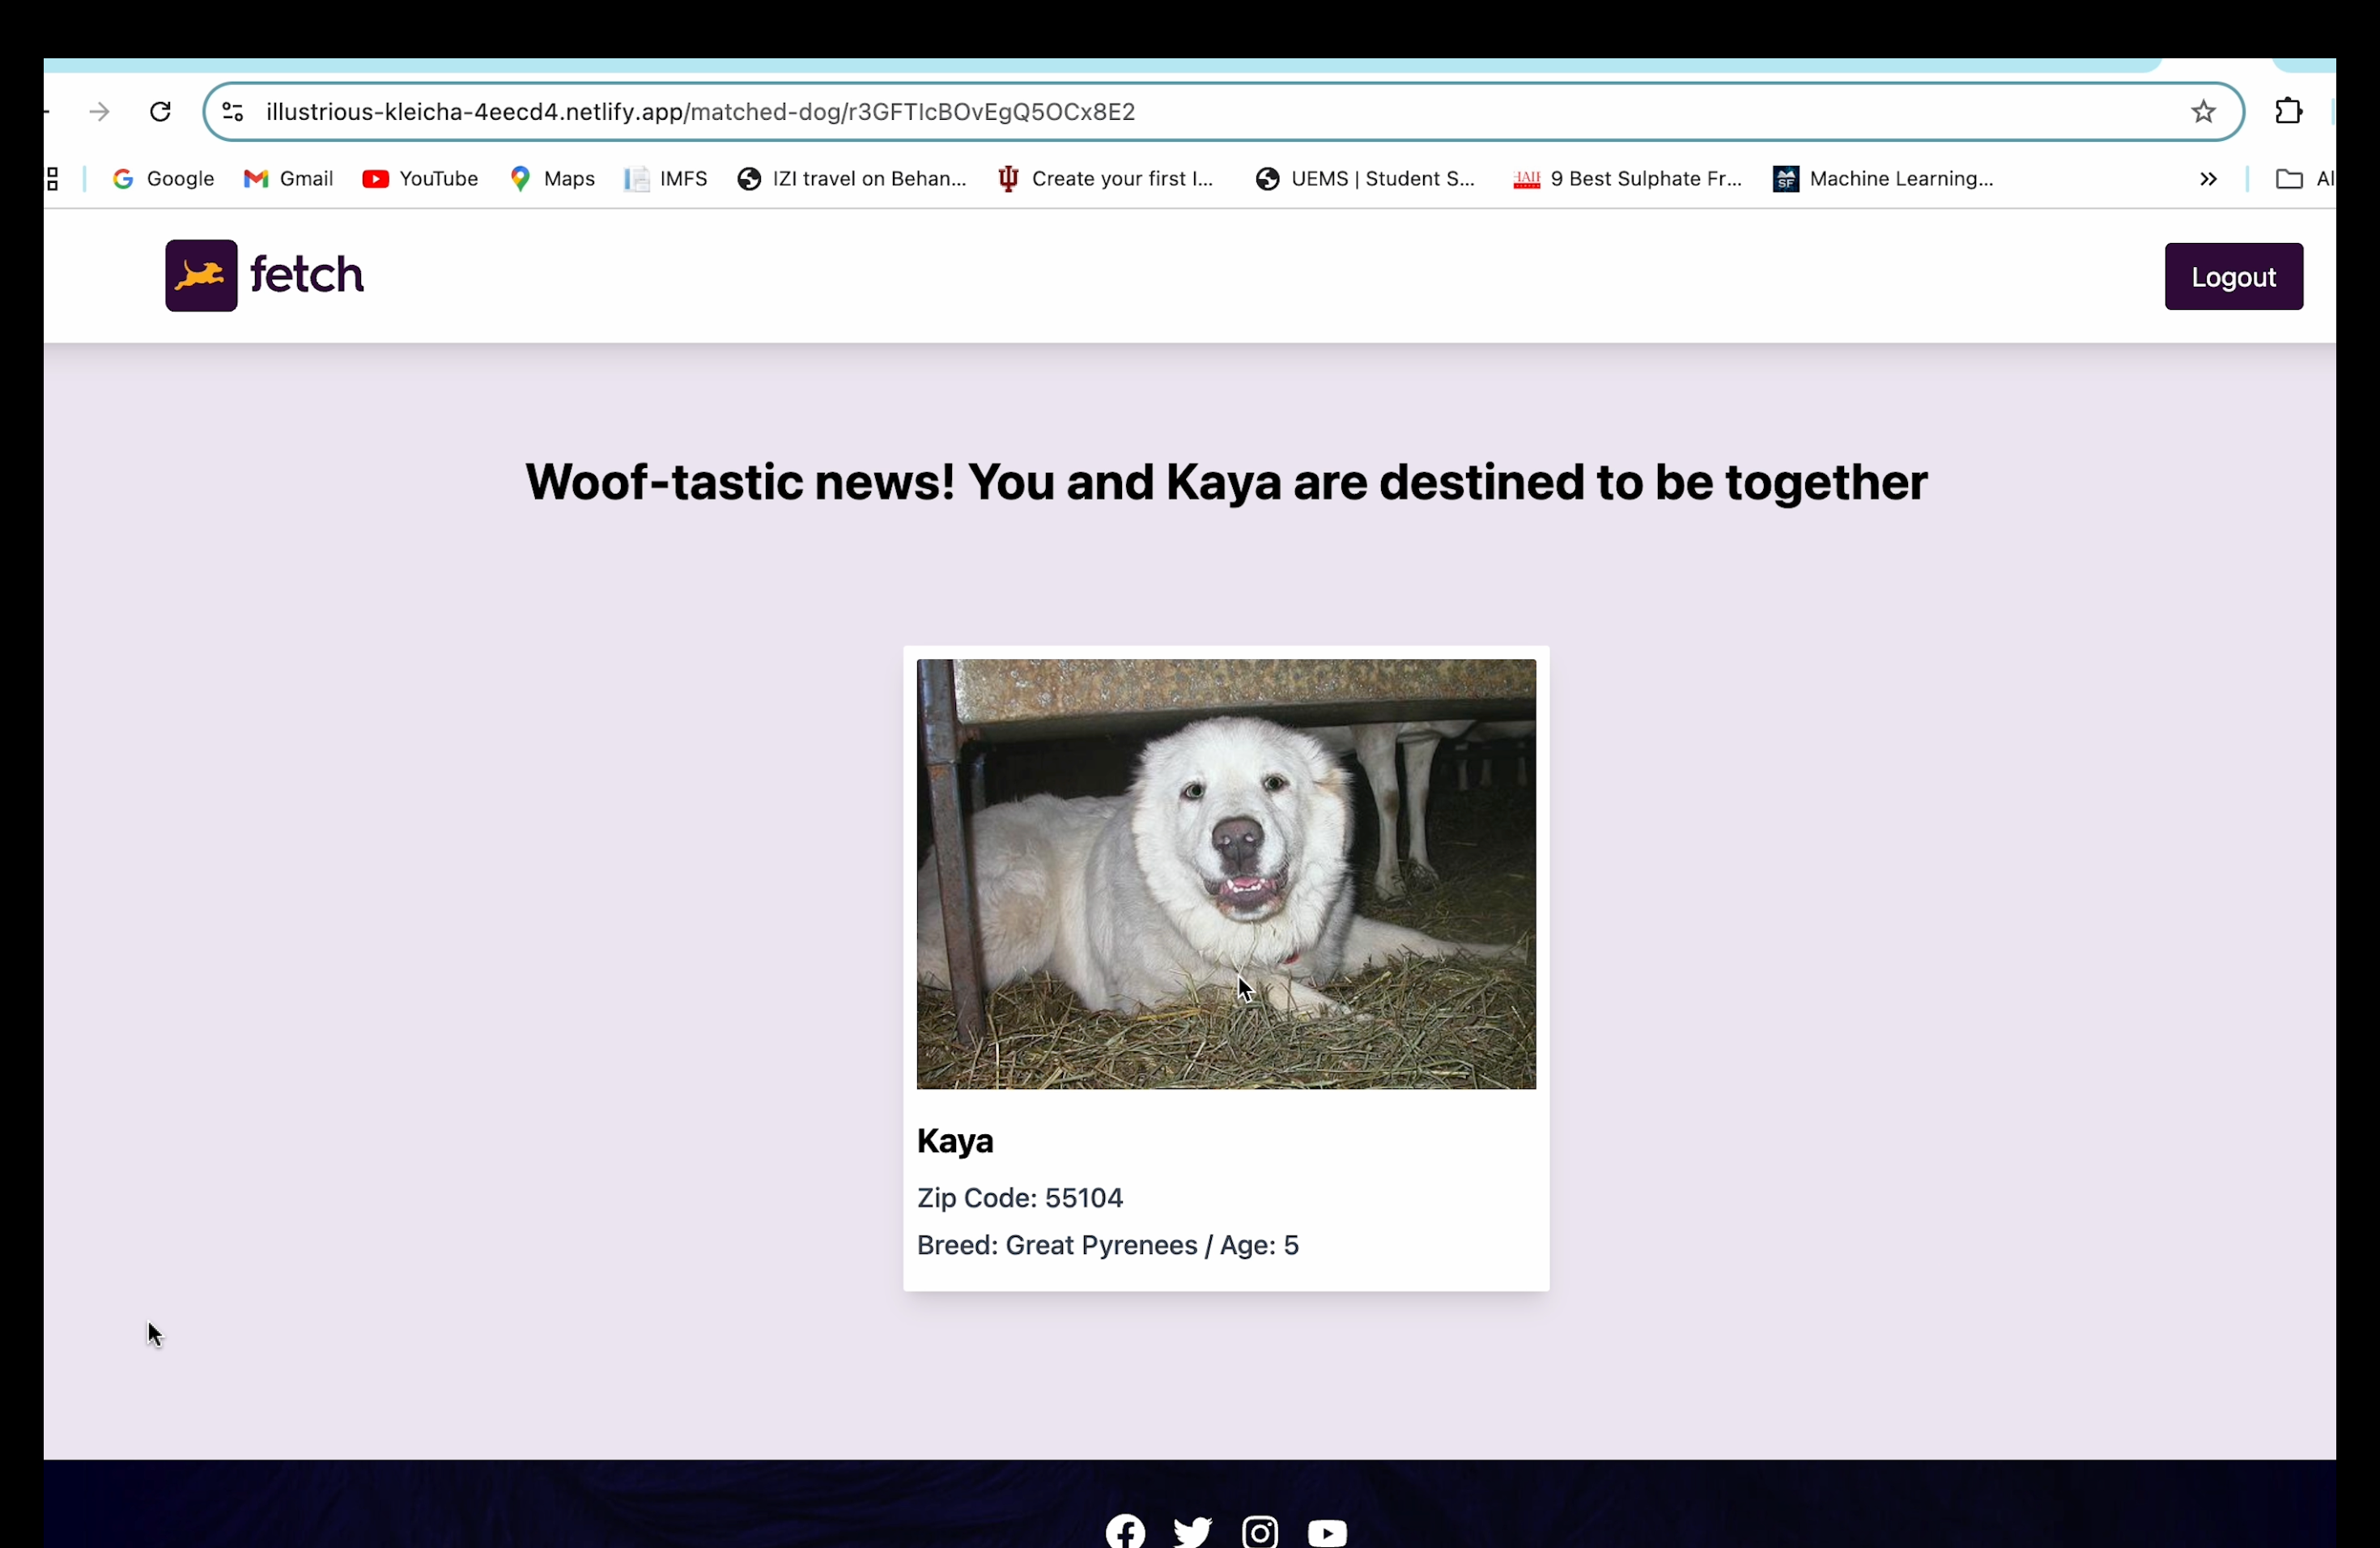 illustrious-kleicha-4eecd4.netlify.app/matched-dog/r3GFTIcBOvEgQ5OCx8E2
Google Gmail YouTube Maps IMFS IZI travel on Behan... Create your first I... UEMS | Student S... 9 Best Sulphate Fr... Machine Learning... » Al
fetch Logout
Woof-tastic news! You and Kaya are destined to be together
Kaya
Zip Code: 55104
Breed: Great Pyrenees / Age: 5